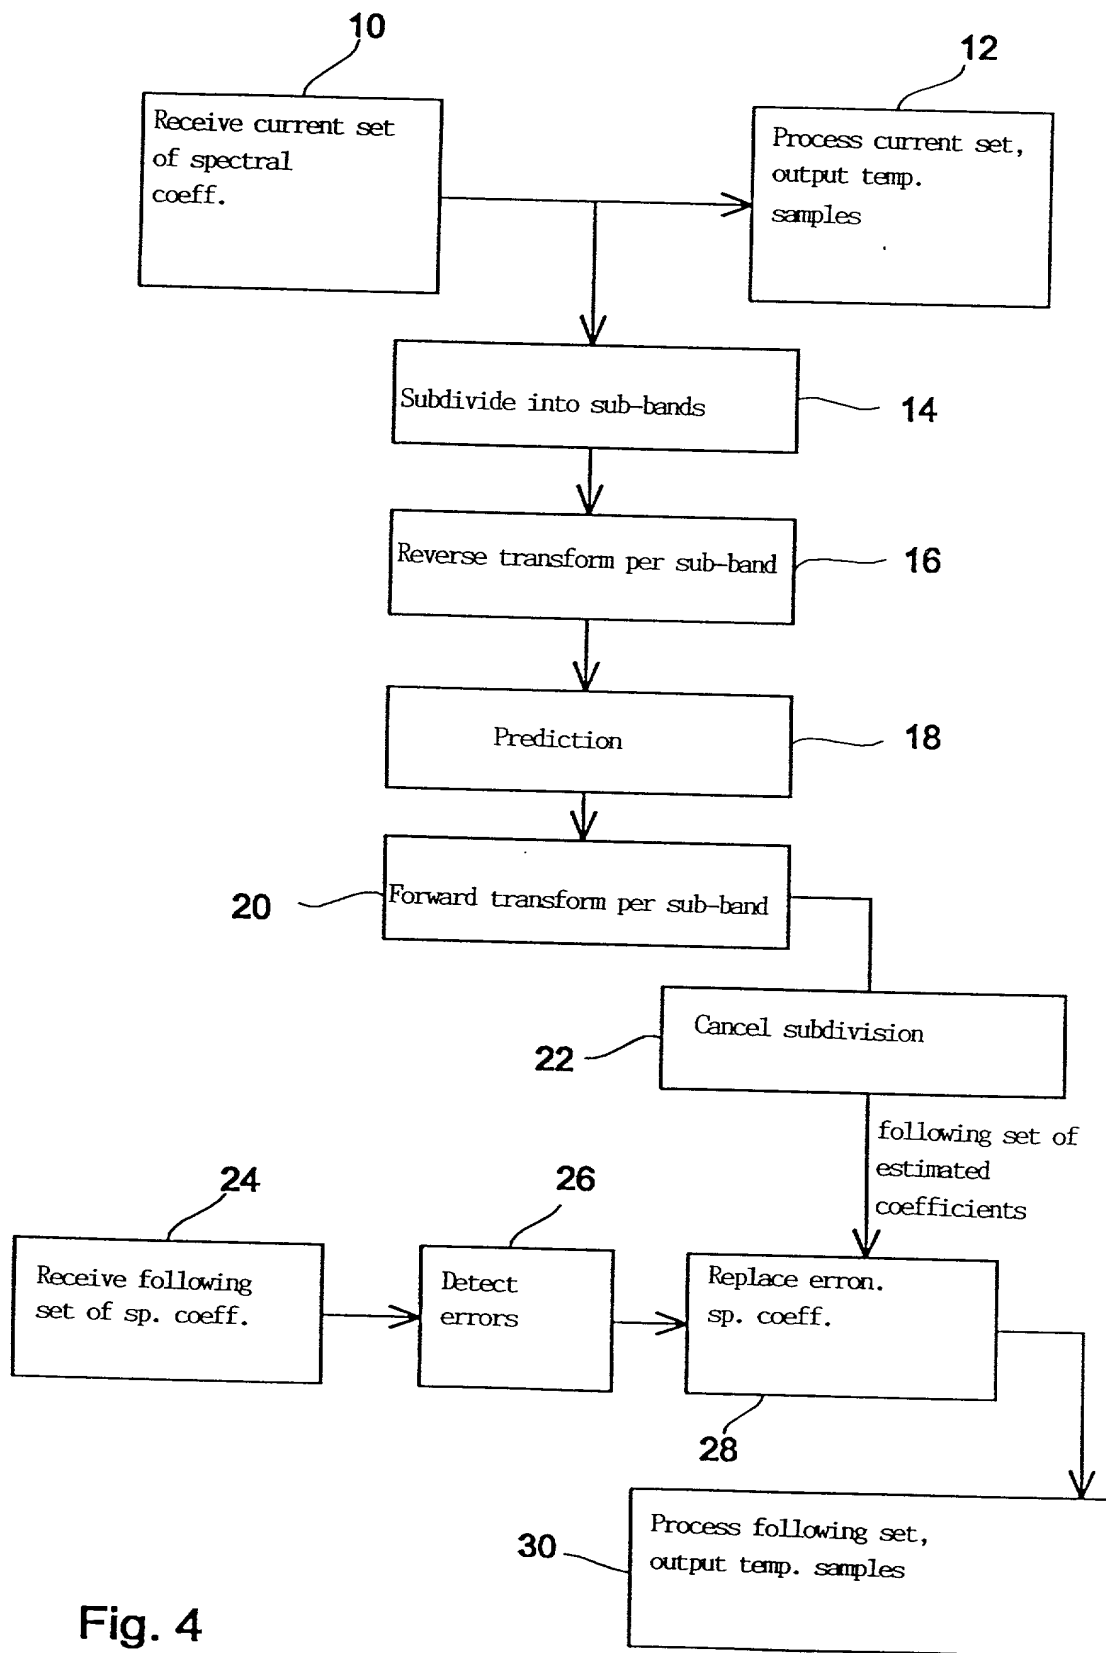 10
12
Receive current set
of spectral
coeff.
Process current set,
output temp.
samples
Subdivide into sub-bands
14
Reverse transform per sub-band
16
Prediction
18
20
Forward transform per sub-band
Cancel subdivision
22
following set of
estimated
coefficients
24
26
Receive following
set of sp. coeff.
Detect
errors
Replace erron.
sp. coeff.
28
30
Process following set,
output temp. samples
Fig. 4